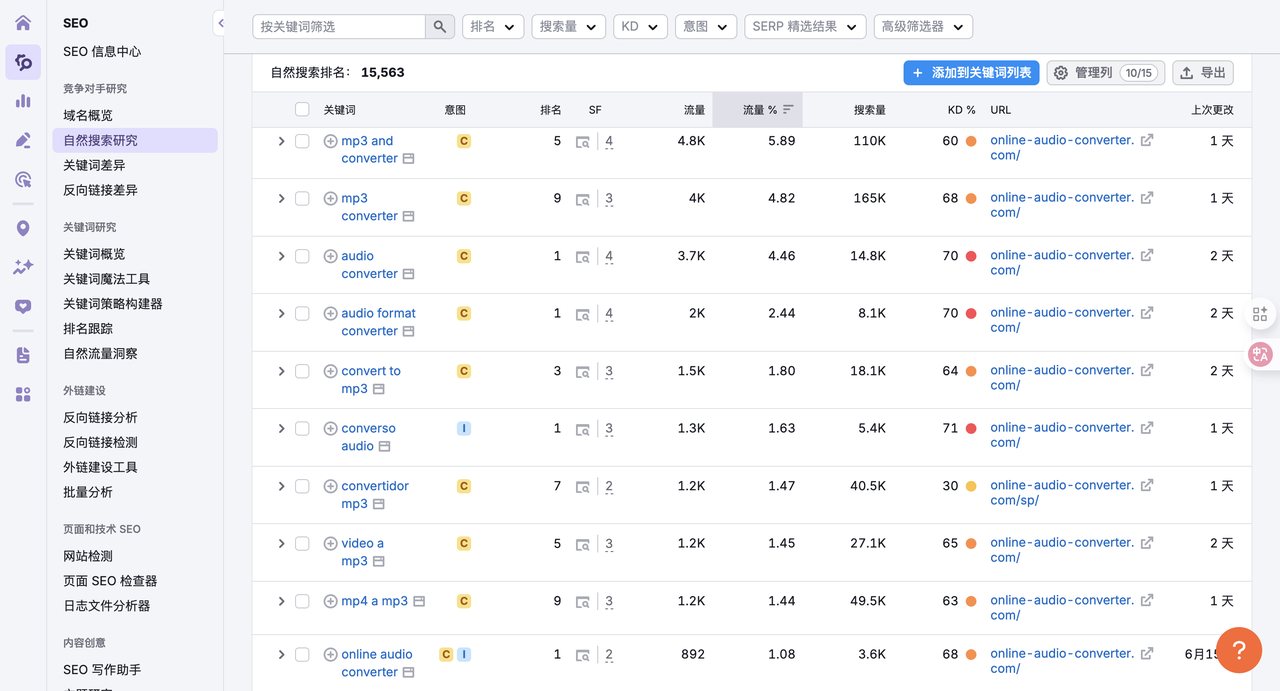 SEO
SEO 信息中心
竞争对手研究
域名概览
自然搜索研究
关键词差异
反向链接差异
关键词研究
关键词概览
关键词魔法工具
关键词策略构建器
排名跟踪
自然流量洞察
外链建设
反向链接分析
反向链接检测
外链建设工具
批量分析
页面和技术 SEO
网站检测
页面 SEO 检查器
日志文件分析器
内容创意
SEO 写作助手
按关键词筛选 排名 搜索量 KD 意图 SERP 精选结果 高级筛选器
自然搜索排名： 15,563 + 添加到关键词列表 管理列 10/15 导出
关键词 意图 排名 SF 流量 流量 % 搜索量 KD % URL 上次更改
mp3 and C 5 4 4.8K 5.89 110K 60 online-audio-converter. 1 天
converter com/
mp3 C 9 3 4K 4.82 165K 68 online-audio-converter. 1 天
converter com/
audio C 1 4 3.7K 4.46 14.8K 70 online-audio-converter. 2 天
converter com/
audio format C 1 4 2K 2.44 8.1K 70 online-audio-converter. 2 天
converter com/
convert to C 3 3 1.5K 1.80 18.1K 64 online-audio-converter. 2 天
mp3 com/
converso I 1 3 1.3K 1.63 5.4K 71 online-audio-converter. 1 天
audio com/
convertidor C 7 2 1.2K 1.47 40.5K 30 online-audio-converter. 1 天
mp3 com/sp/
video a C 5 3 1.2K 1.45 27.1K 65 online-audio-converter. 2 天
mp3 com/
mp4 a mp3 C 9 3 1.2K 1.44 49.5K 63 online-audio-converter. 1 天
com/
online audio C I 1 2 892 1.08 3.6K 68 online-audio-converter. 6月
converter com/
?